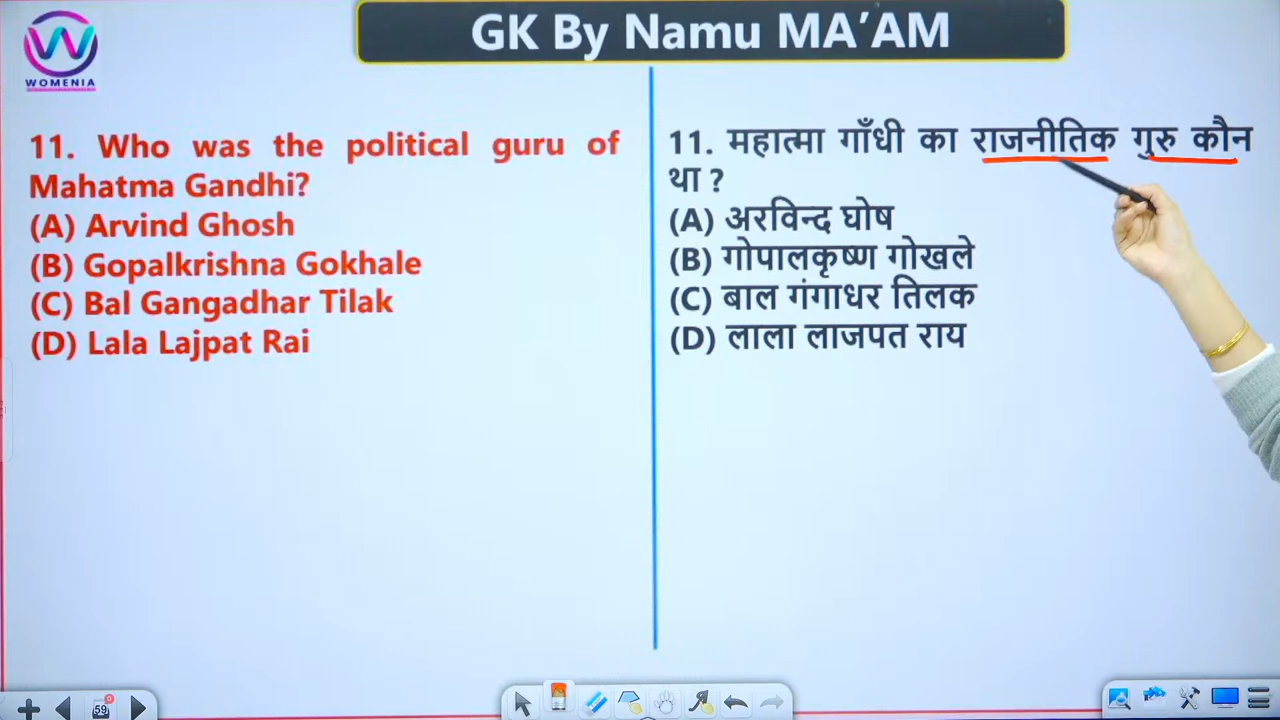 WOMENIA
GK By Namu MA’AM
11. Who was the political guru of
Mahatma Gandhi?
(A) Arvind Ghosh
(B) Gopalkrishna Gokhale
(C) Bal Gangadhar Tilak
(D) Lala Lajpat Rai
11. महात्मा गाँधी का राजनीतिक गुरु कौन
था ?
(A) अरविन्द घोष
(B) गोपालकृष्ण गोखले
(C) बाल गंगाधर तिलक
(D) लाला लाजपत राय
59
0